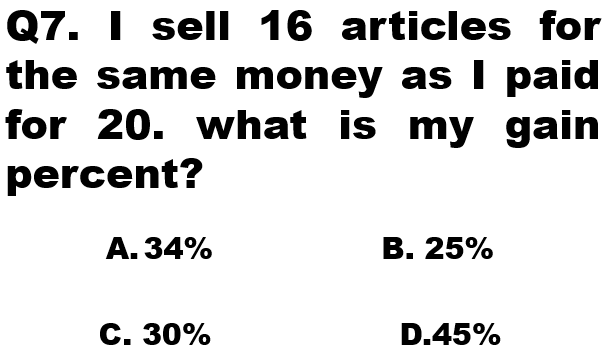 Q7. I sell 16 articles for
the same money as I paid
for 20. what is my gain
percent?
A. 34% B. 25%
C. 30% D.45%